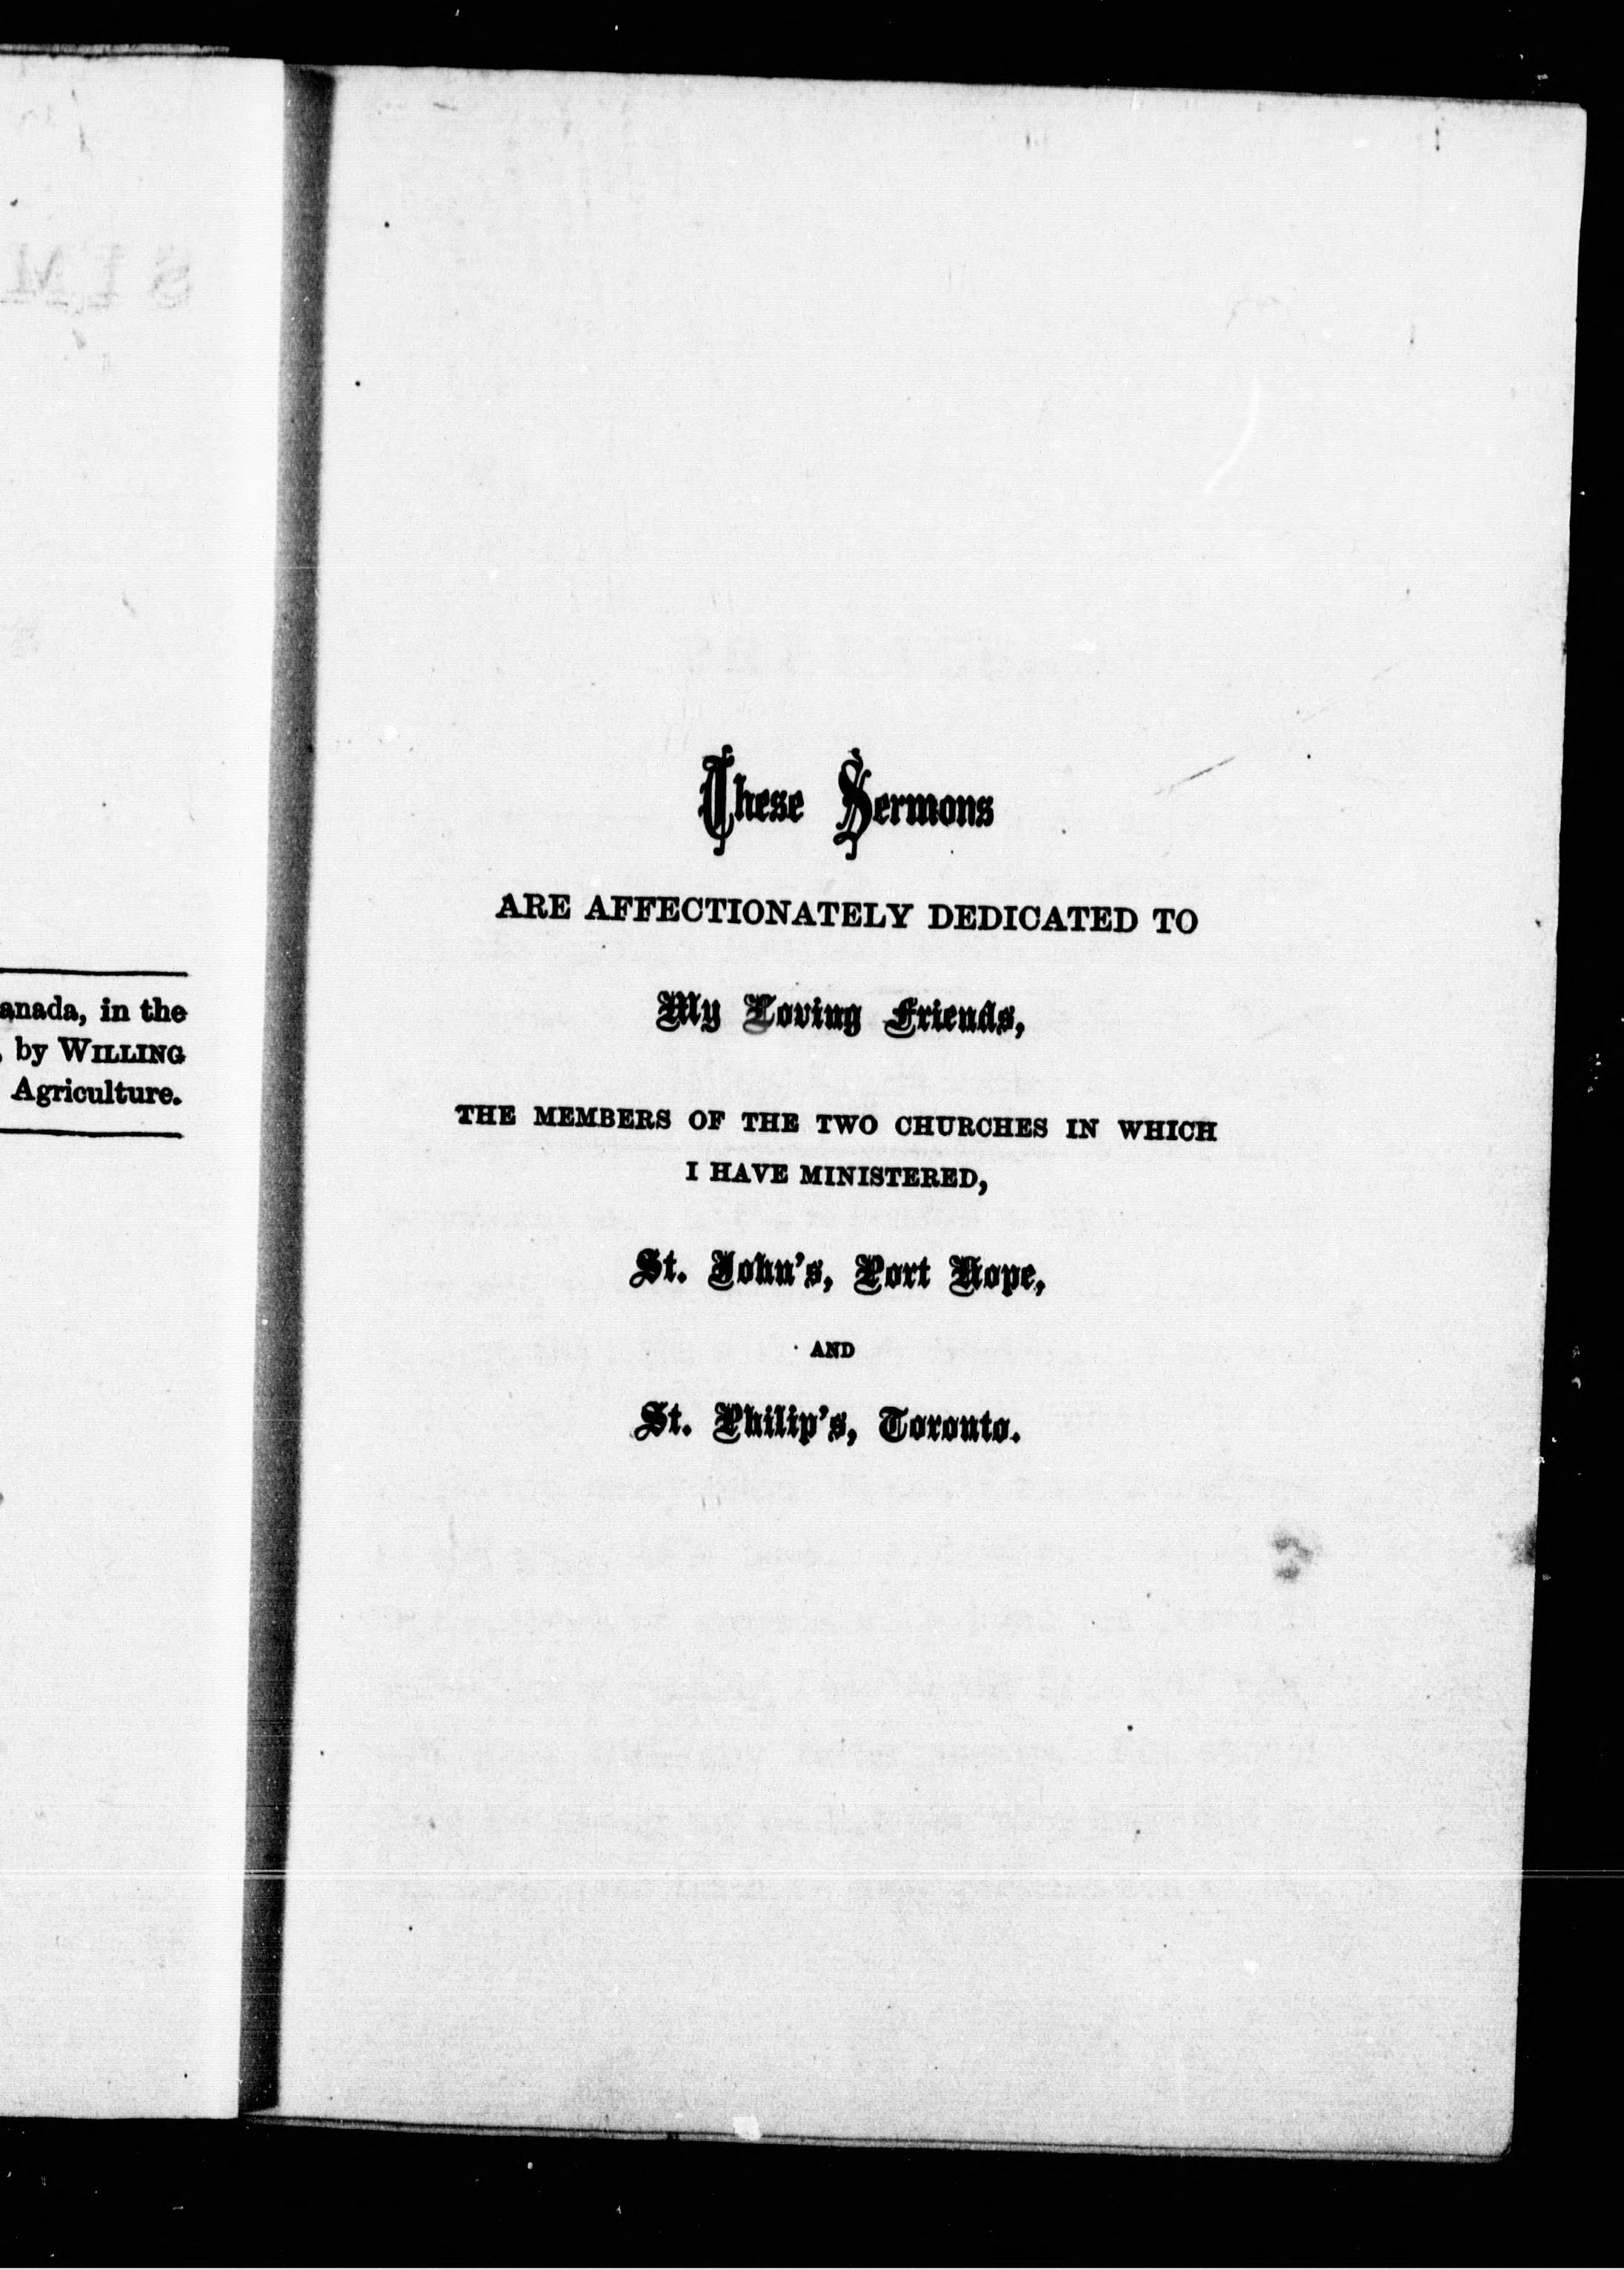 anada, in the
, by WILLING
Agriculture.
These Sermons
ARE AFFECTIONATELY DEDICATED TO
My Loving Friends,
THE MEMBERS OF THE TWO CHURCHES IN WHICH
I HAVE MINISTERED,
St. John's, Port Hope,
AND
St. Philip's, Toronto.